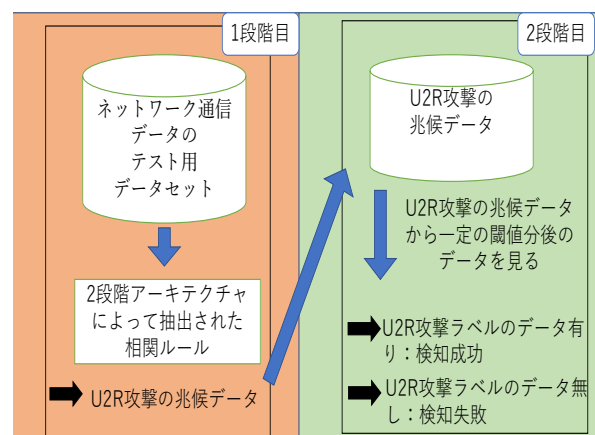 1段階目
ネットワーク通信
データの
テスト用
データセット
2段階アーキテクチャ
によって抽出された
相関ルール
U2R攻撃の兆候データ
2段階目
U2R攻撃の
兆候データ
U2R攻撃の兆候データ
から一定の閾値分後の
データを見る
U2R攻撃ラベルのデータ有
り：検知成功
U2R攻撃ラベルのデータ無
し：検知失敗